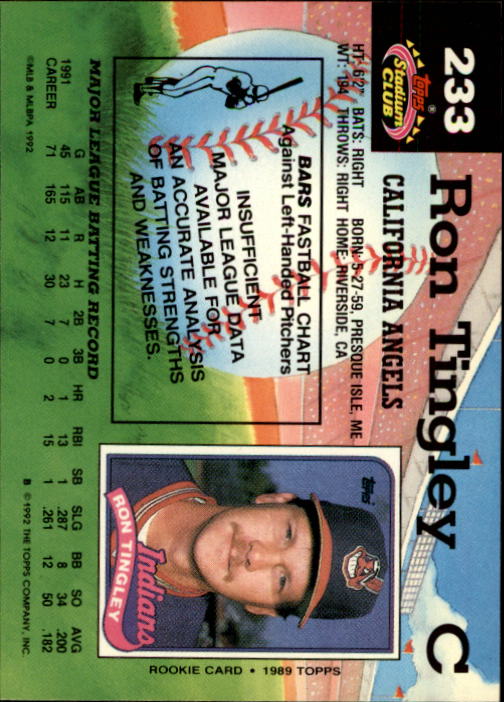 233
TOPPS®
Stadium
CLUB
Ron Tingley C
CALIFORNIA ANGELS
HT: 6'2" BATS: RIGHT BORN: 5-27-59, PRESQUE ISLE, ME
WT: 194 THROWS: RIGHT HOME: RIVERSIDE, CA
BARS FASTBALL CHART
Against Left-Handed Pitchers
INSUFFICIENT
MAJOR LEAGUE DATA
AVAILABLE FOR
AN ACCURATE ANALYSIS
OF BATTING STRENGTHS
AND WEAKNESSES.
topps
Indians
RON TINGLEY
ROOKIE CARD • 1989 TOPPS
MAJOR LEAGUE BATTING RECORD
G AB R H 2B 3B HR RBI SB SLG BB SO AVG
1991 45 115 11 23 7 0 1 13 1 .287 8 34 .200
CAREER 71 165 12 30 7 0 2 15 1 .261 12 50 .182
©MLB & MLBPA 1992
B © 1992 THE TOPPS COMPANY, INC.